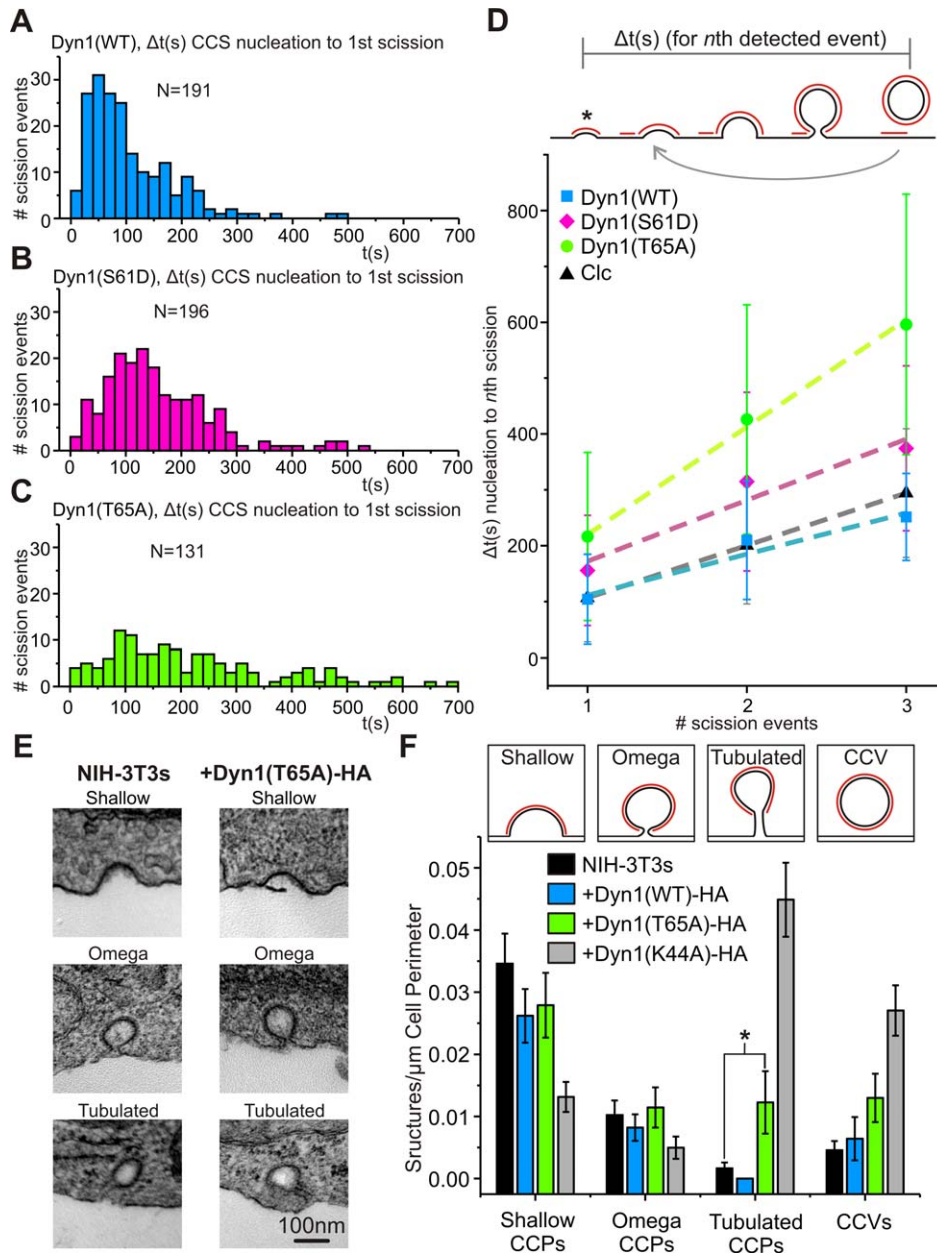 A
Dyn1(WT), Δt(s) CCS nucleation to 1st scission
N=191
# scission events
30
20
10
0
0 100 200 300 400 500 600 700
t(s)
B
Dyn1(S61D), Δt(s) CCS nucleation to 1st scission
N=196
# scission events
30
20
10
0
0 100 200 300 400 500 600 700
t(s)
C
Dyn1(T65A), Δt(s) CCS nucleation to 1st scission
N=131
# scission events
30
20
10
0
0 100 200 300 400 500 600 700
t(s)
D
Δt(s) (for nth detected event)
*
Dyn1(WT)
Dyn1(S61D)
Dyn1(T65A)
Clc
Δt(s) nucleation to nth scission
800
600
400
200
0
1 2 3
# scission events
E
NIH-3T3s +Dyn1(T65A)-HA
Shallow Shallow
Omega Omega
Tubulated Tubulated
100nm
F
Shallow Omega Tubulated CCV
NIH-3T3s
+Dyn1(WT)-HA
+Dyn1(T65A)-HA
+Dyn1(K44A)-HA
*
Sructures/µm Cell Perimeter
0.05
0.04
0.03
0.01
0.00
Shallow CCPs
Omega CCPs
Tubulated CCPs
CCVs